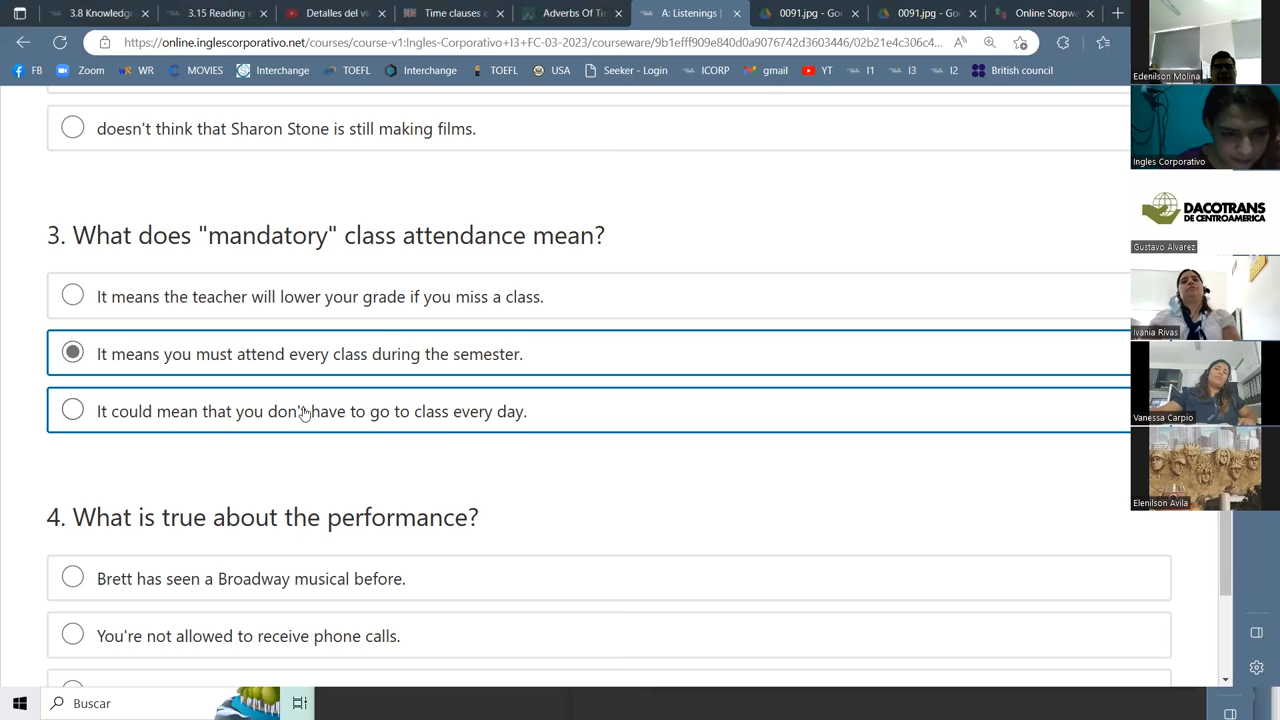 3.8 Knowledge
3.15 Reading
Detalles del ví
Time clauses
Adverbs Of Tim
A: Listenings |
0091.jpg - Goo
0091.jpg - Goo
Online Stopw
https://online.inglescorporativo.net/courses/course-v1:Ingles-Corporativo+I3+FC-03-2023/courseware/9b1efff909e840d0a9076742d3603446/02b21e4c306c4...
FB
Zoom
WR
MOVIES
Interchange
TOEFL
Interchange
TOEFL
USA
Seeker - Login
ICORP
gmail
YT
I1
I3
I2
British council
doesn't think that Sharon Stone is still making films.
3. What does "mandatory" class attendance mean?
It means the teacher will lower your grade if you miss a class.
It means you must attend every class during the semester.
It could mean that you don't have to go to class every day.
4. What is true about the performance?
Brett has seen a Broadway musical before.
You're not allowed to receive phone calls.
Buscar
Edenilson Molina
Ingles Corporativo
DACOTRANS
DE CENTROAMERICA
Gustavo Alvarez
Ivania Rivas
Vanessa Carpio
Elenilson Avila